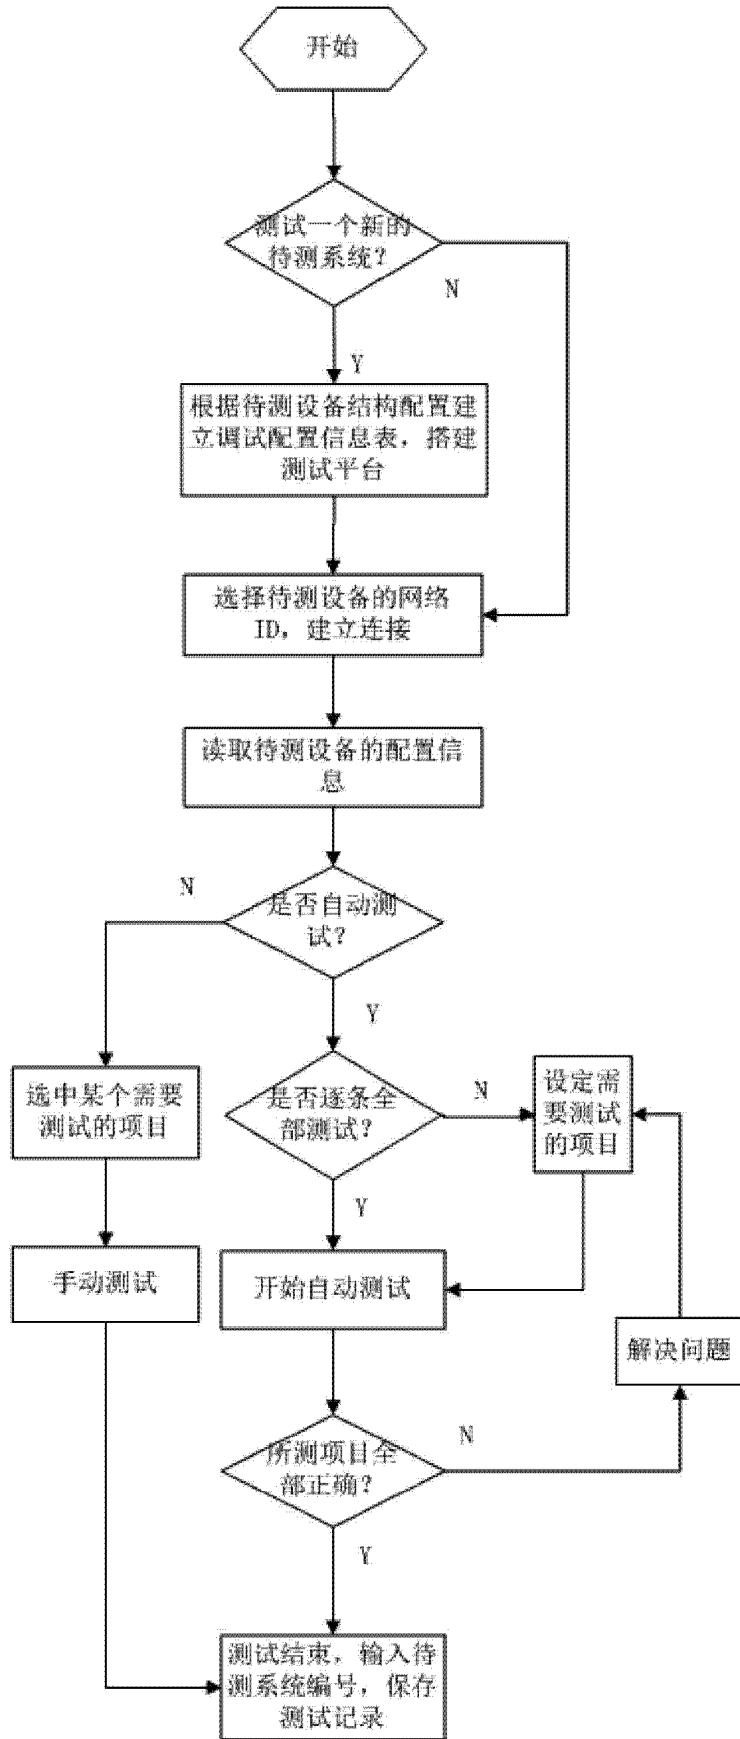 开始
测试一个新的
待测系统？
N
Y
根据待测设备结构配置建
立调试配置信息表，搭建
测试平台
选择待测设备的网络
ID，建立连接
读取待测设备的配置信
息
N
是否自动测
试？
Y
选中某个需要
测试的项目
是否逐条全
部测试？
N
设定需
要测试
的项目
Y
手动测试
开始自动测试
解决问题
所测项目全
部正确？
N
Y
测试结束，输入待
测系统编号，保存
测试记录